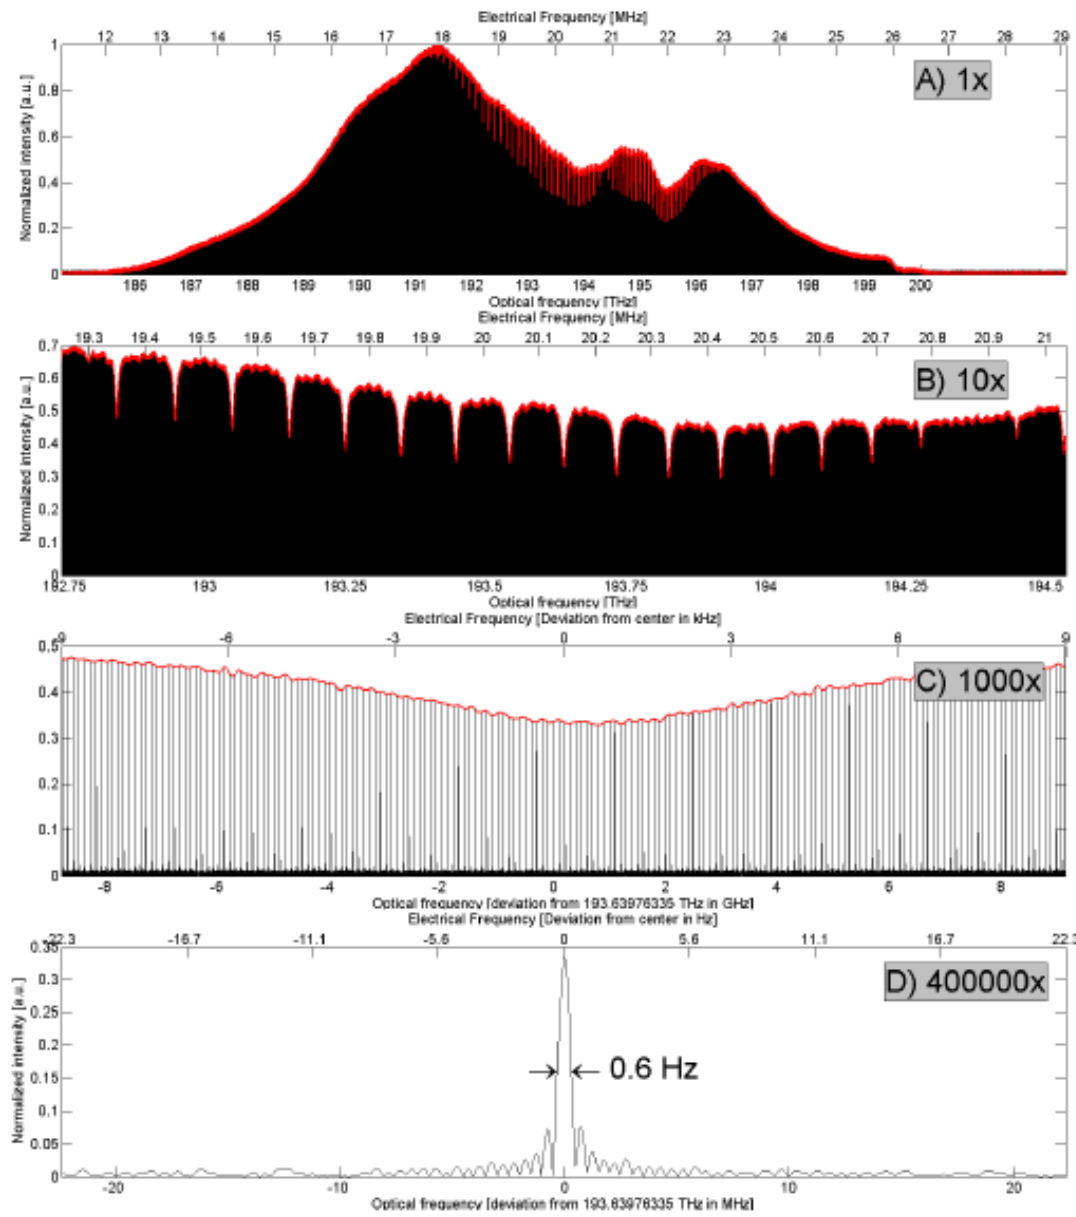 Electrical Frequency [MHz]
12 13 14 15 16 17 18 19 20 21 22 23 24 25 26 27 28 29
1
0.8
0.6
0.4
0.2
0
Normalized intensity [a.u.]
A) 1x
186 187 188 189 190 191 192 193 194 195 196 197 198 199 200
Optical frequency [THz]
Electrical Frequency [MHz]
19.3 19.4 19.5 19.6 19.7 19.8 19.9 20 20.1 20.2 20.3 20.4 20.5 20.6 20.7 20.8 20.9 21
0.7
0.6
0.5
0.4
0.3
0.2
0.1
0
Normalized intensity [a.u.]
B) 10x
192.75 193 193.25 193.5 193.75 194 194.25 194.5
Optical frequency [THz]
Electrical Frequency [Deviation from center in kHz]
-9 -6 -3 0 3 6 9
0.5
0.4
0.3
0.2
0.1
0
Normalized intensity [a.u.]
C) 1000x
-8 -6 -4 -2 0 2 4 6 8
Optical frequency [deviation from 193.63976335 THz in GHz]
Electrical Frequency [Deviation from center in Hz]
-22.3 -16.7 -11.1 -5.6 0 5.6 11.1 16.7 22.3
0.35
0.3
0.25
0.2
0.15
0.1
0.05
0
Normalized intensity [a.u.]
D) 400000x
0.6 Hz
-20 -10 0 10 20
Optical frequency [deviation from 193.63976335 THz in MHz]